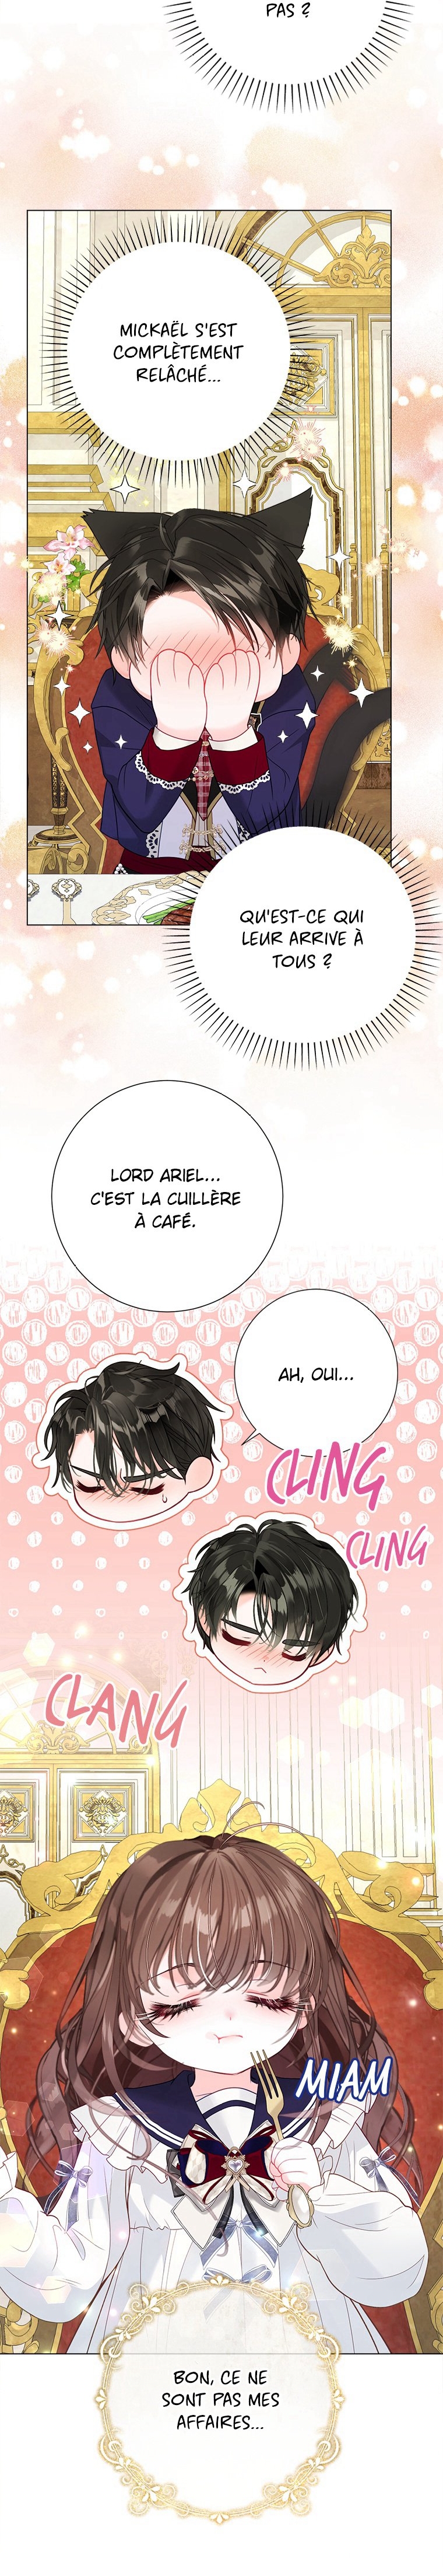 PAS ?
MICKAËL S'EST
COMPLÈTEMENT
RELÂCHÉ...
QU'EST-CE QUI
LEUR ARRIVE À
TOUS ?
LORD ARIEL...
C'EST LA CUILLÈRE
À CAFÉ.
AH, OUI...
CLING
CLING
CLANG
MIAM
BON, CE NE
SONT PAS MES
AFFAIRES...